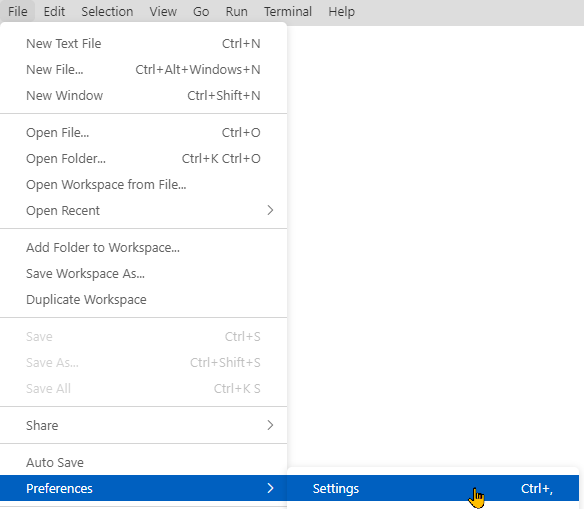 File Edit Selection View Go Run Terminal Help
New Text File Ctrl+N
New File... Ctrl+Alt+Windows+N
New Window Ctrl+Shift+N
Open File... Ctrl+O
Open Folder... Ctrl+K Ctrl+O
Open Workspace from File...
Open Recent
Add Folder to Workspace...
Save Workspace As...
Duplicate Workspace
Save Ctrl+S
Save As... Ctrl+Shift+S
Save All Ctrl+K S
Share
Auto Save
Preferences Settings Ctrl+,